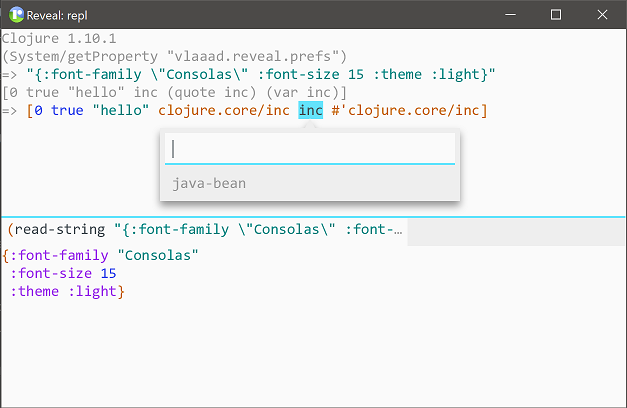 Reveal: repl
Clojure 1.10.1
(System/getProperty "vlaaad.reveal.prefs")
=> "{:font-family \"Consolas\" :font-size 15 :theme :light}"
[0 true "hello" inc (quote inc) (var inc)]
=> [0 true "hello" clojure.core/inc inc #'clojure.core/inc]
java-bean
(read-string "{:font-family \"Consolas\" :font-…
{:font-family "Consolas"
:font-size 15
:theme :light}